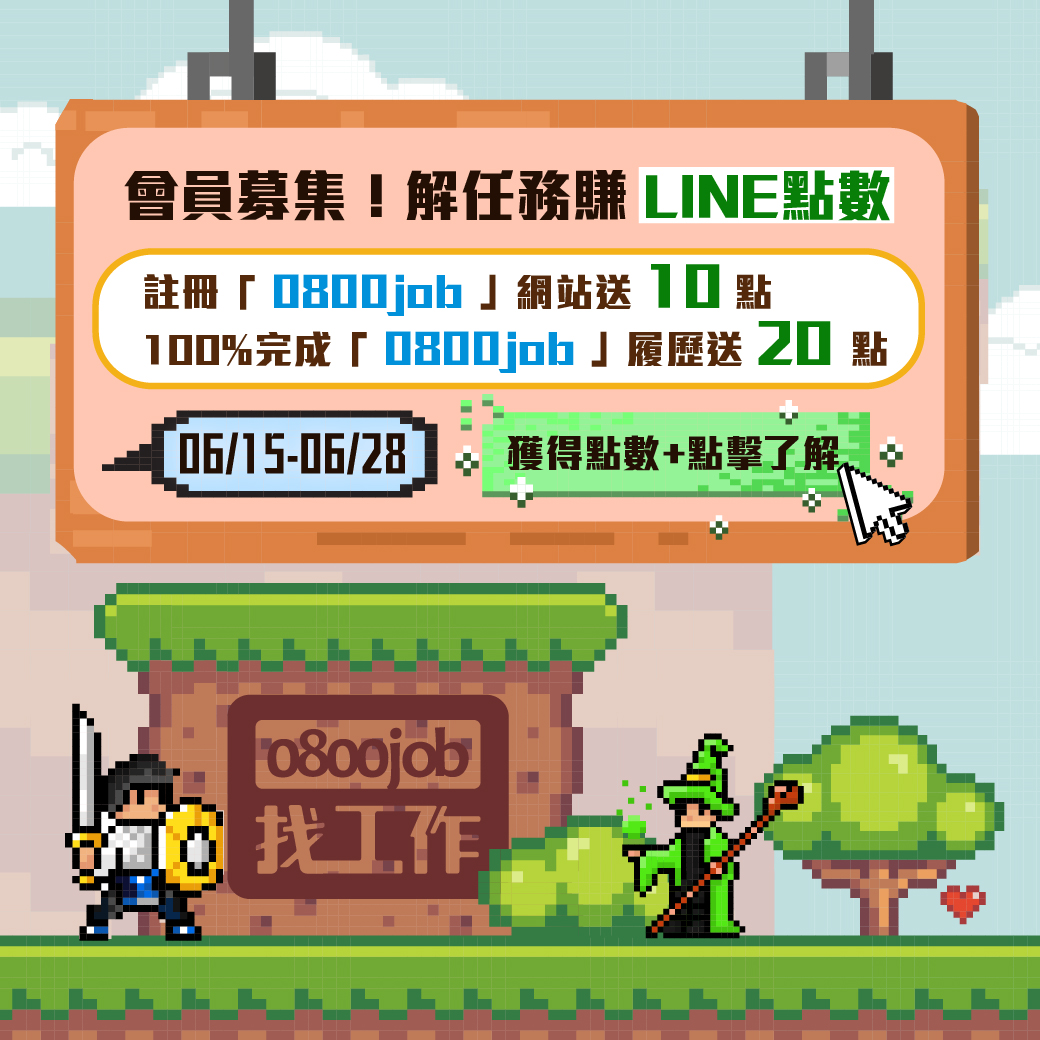 會員募集！解任務賺LINE點數
註冊「0800job」網站送 10 點
100%完成「0800job」履歷送 20 點
06/15-06/28
獲得點數+點擊了解
0800job
找工作